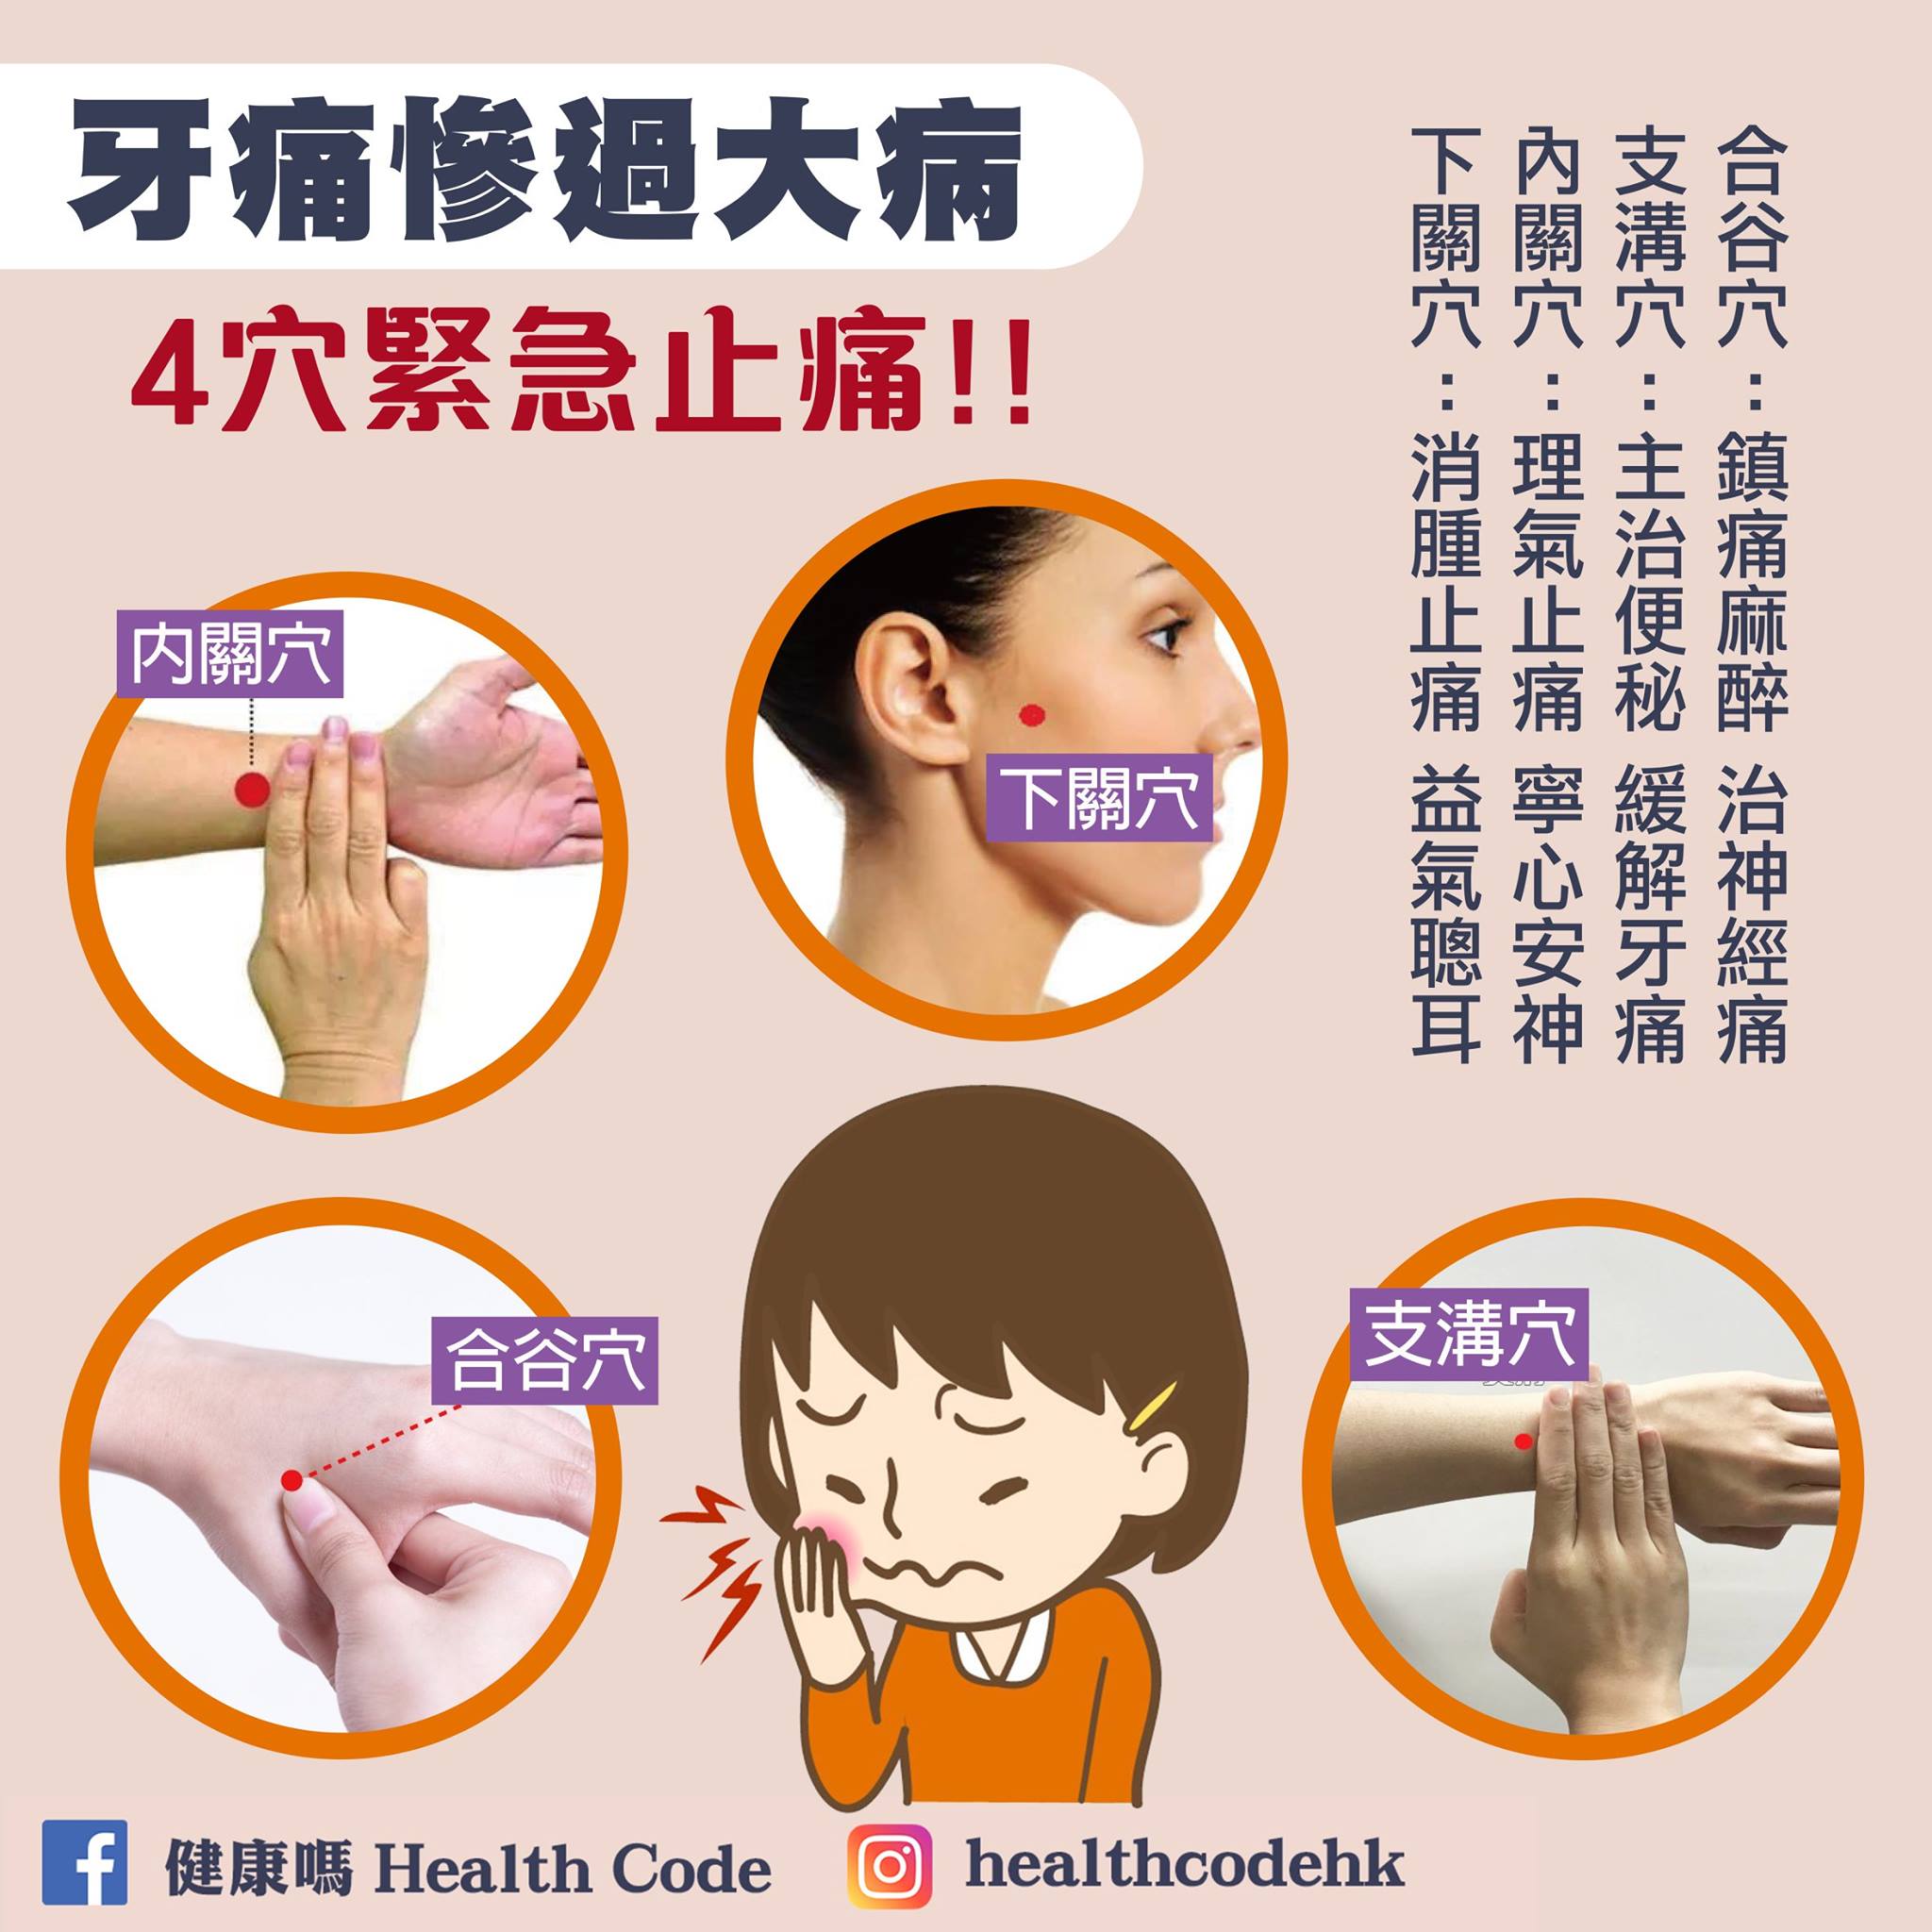 牙痛慘過大病
4穴緊急止痛!!
合谷穴：鎮痛麻醉 治神經痛
支溝穴：主治便秘 緩解牙痛
內關穴：理氣止痛 寧心安神
下關穴：消腫止痛 益氣聰耳
内關穴
下關穴
合谷穴
支溝穴
健康嗎 Health Code
healthcodehk